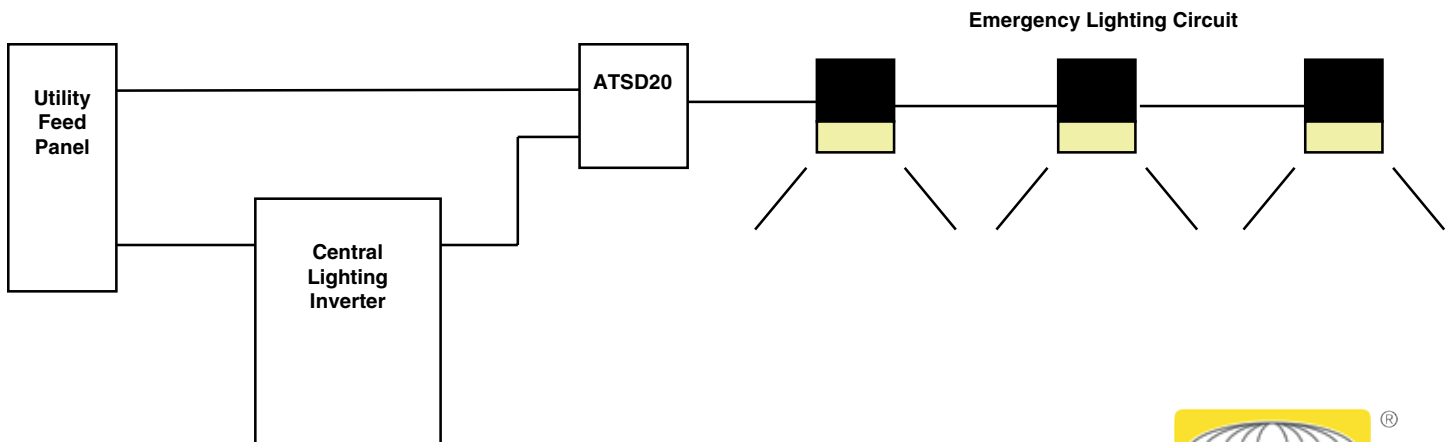 Emergency Lighting Circuit
Utility
Feed
Panel
ATSD20
Central
Lighting
Inverter
®